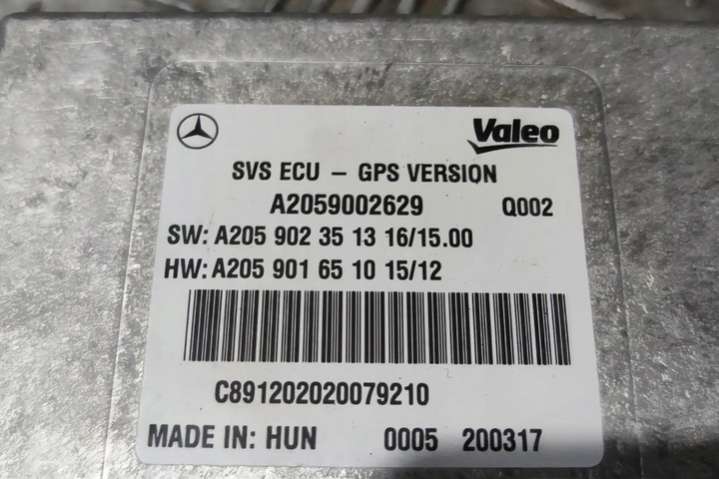 Valeo
SVS ECU – GPS VERSION
A2059002629 Q002
SW: A205 902 35 13 16/15.00
HW: A205 901 65 10 15/12
C891202020079210
MADE IN: HUN 0005 200317